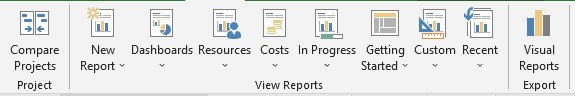 Compare
Projects
New
Report
Dashboards
Resources
Costs
In Progress
Getting
Started
Custom
Recent
Visual
Reports
Project
View Reports
Export